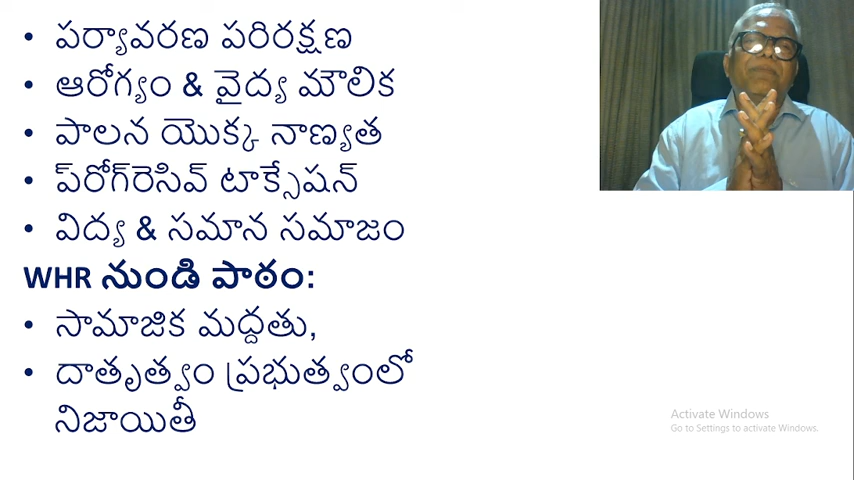 • పర్యావరణ పరిరక్షణ
• ఆరోగ్యం & వైద్య మౌలిక
• పాలన యొక్క నాణ్యత
• ప్రోగ్‌రెసివ్ టాక్సేషన్
• విద్య & సమాన సమాజం
WHR నుండి పాఠం:
• సామాజిక మద్దతు,
• దాతృత్వం ప్రభుత్వంలో
నిజాయితీ
Activate Windows
Go to Settings to activate Windows.